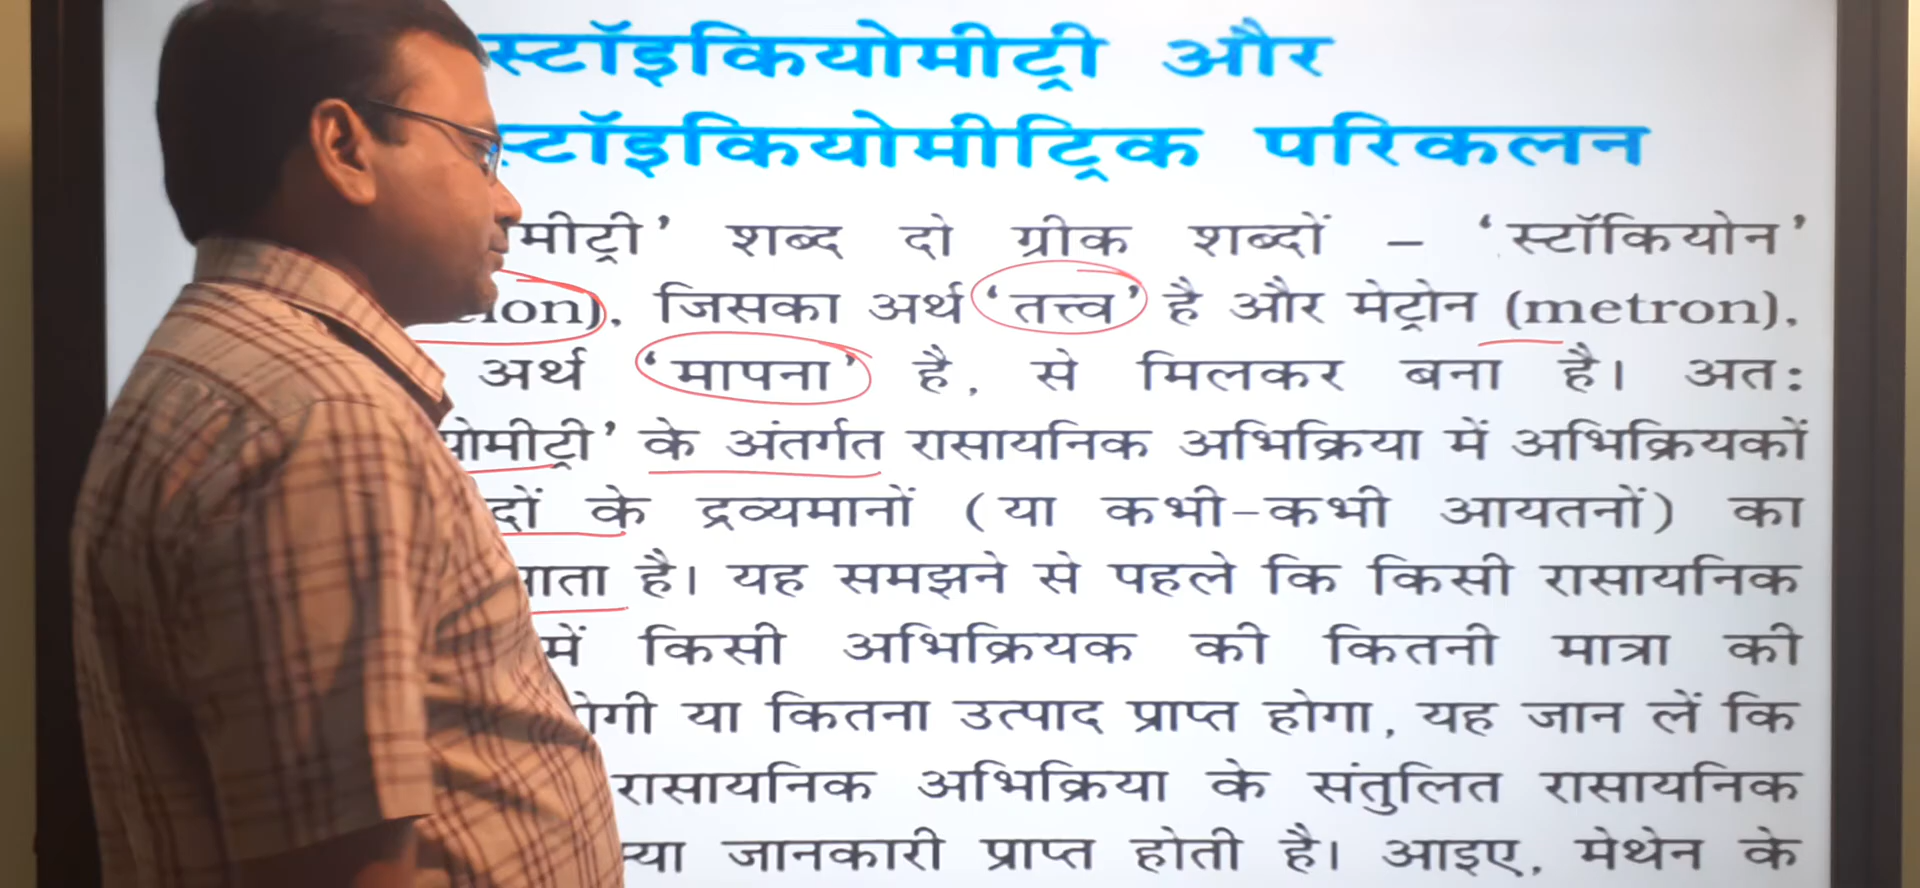 स्टॉइकियोमीट्री और
स्टॉइकियोमीट्रिक परिकलन
शब्द दो ग्रीक शब्दों – ‘स्टॉकियोन’
जिसका अर्थ ‘तत्त्व’ है और मेट्रोन (metron),
अर्थ ‘मापना’ है, से मिलकर बना है। अत:
के अंतर्गत रासायनिक अभिक्रिया में अभिक्रियकों
के द्रव्यमानों (या कभी-कभी आयतनों) का
है। यह समझने से पहले कि किसी रासायनिक
में किसी अभिक्रियक की कितनी मात्रा की
या कितना उत्पाद प्राप्त होगा, यह जान लें कि
रासायनिक अभिक्रिया के संतुलित रासायनिक
जानकारी प्राप्त होती है। आइए, मेथेन के